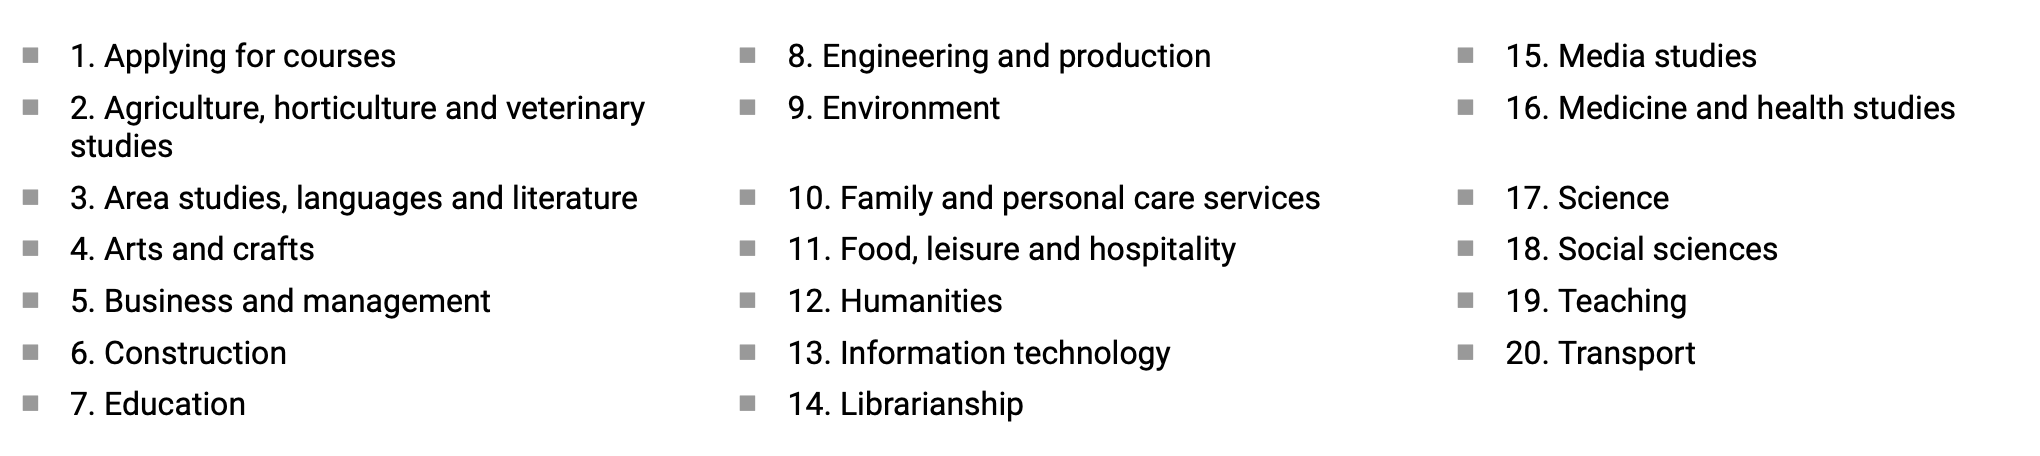 1. Applying for courses
2. Agriculture, horticulture and veterinary
studies
3. Area studies, languages and literature
4. Arts and crafts
5. Business and management
6. Construction
7. Education
8. Engineering and production
9. Environment
10. Family and personal care services
11. Food, leisure and hospitality
12. Humanities
13. Information technology
14. Librarianship
15. Media studies
16. Medicine and health studies
17. Science
18. Social sciences
19. Teaching
20. Transport